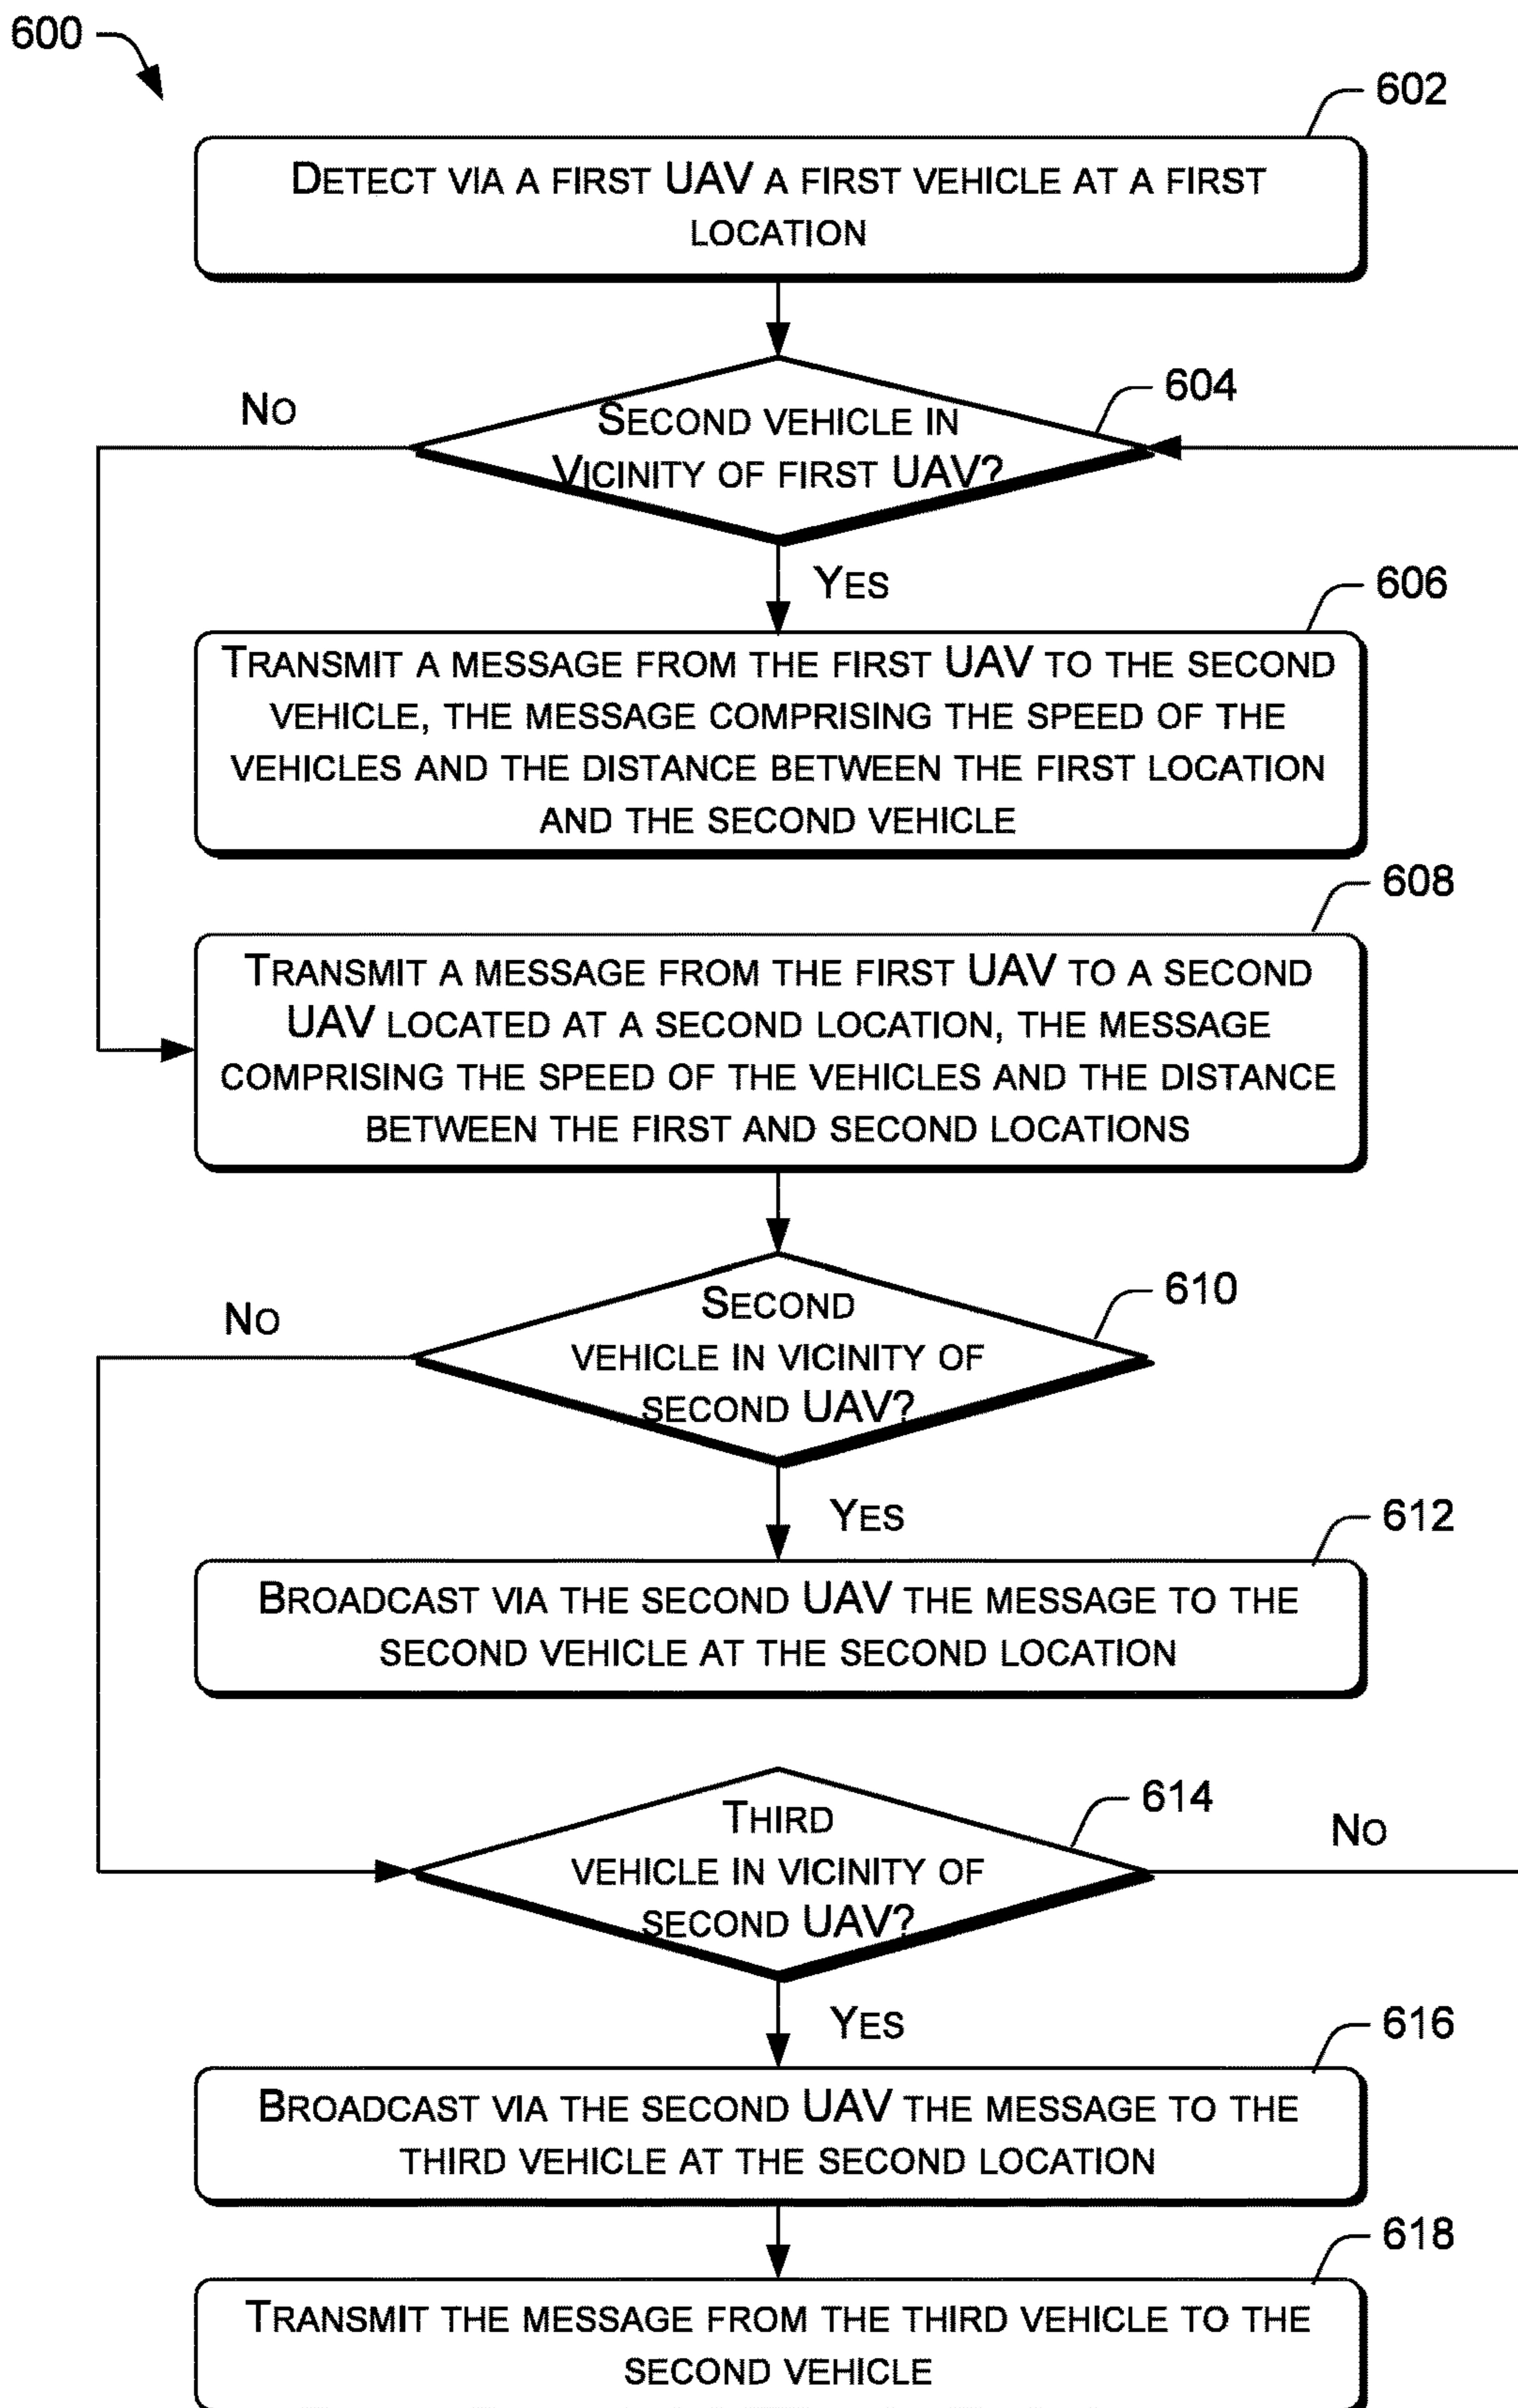 600
602
DETECT VIA A FIRST UAV A FIRST VEHICLE AT A FIRST
LOCATION
604
NO
SECOND VEHICLE IN
VICINITY OF FIRST UAV?
YES
606
TRANSMIT A MESSAGE FROM THE FIRST UAV TO THE SECOND
VEHICLE, THE MESSAGE COMPRISING THE SPEED OF THE
VEHICLES AND THE DISTANCE BETWEEN THE FIRST LOCATION
AND THE SECOND VEHICLE
608
TRANSMIT A MESSAGE FROM THE FIRST UAV TO A SECOND
UAV LOCATED AT A SECOND LOCATION, THE MESSAGE
COMPRISING THE SPEED OF THE VEHICLES AND THE DISTANCE
BETWEEN THE FIRST AND SECOND LOCATIONS
610
NO
SECOND
VEHICLE IN VICINITY OF
SECOND UAV?
YES
612
BROADCAST VIA THE SECOND UAV THE MESSAGE TO THE
SECOND VEHICLE AT THE SECOND LOCATION
614
NO
THIRD
VEHICLE IN VICINITY OF
SECOND UAV?
YES
616
BROADCAST VIA THE SECOND UAV THE MESSAGE TO THE
THIRD VEHICLE AT THE SECOND LOCATION
618
TRANSMIT THE MESSAGE FROM THE THIRD VEHICLE TO THE
SECOND VEHICLE